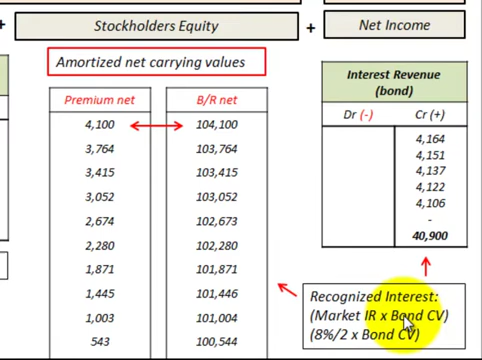 + Stockholders Equity + Net Income
Amortized net carrying values
Premium net B/R net
4,100 104,100
3,764 103,764
3,415 103,415
3,052 103,052
2,674 102,673
2,280 102,280
1,871 101,871
1,445 101,446
1,003 101,004
543 100,544
Interest Revenue
(bond)
Dr (-) Cr (+)
4,164
4,151
4,137
4,122
4,106
-
40,900
Recognized Interest:
(Market IR x Bond CV)
(8%/2 x Bond CV)